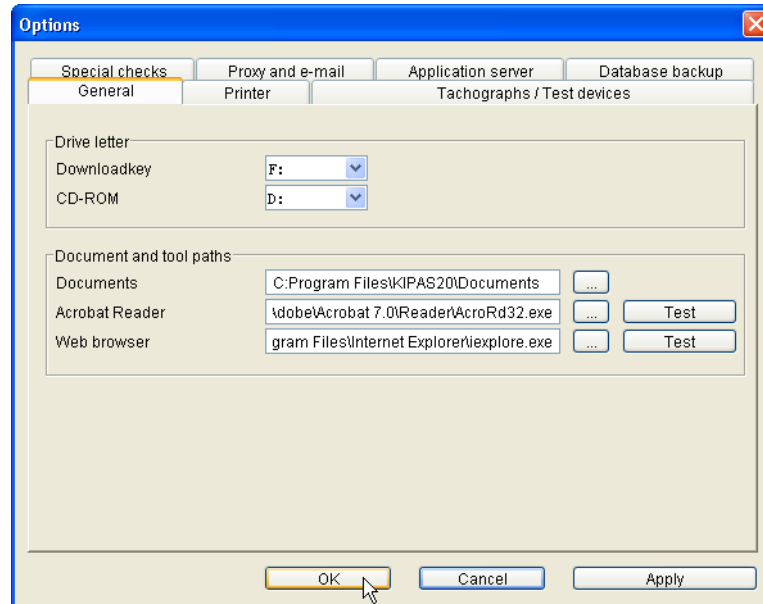 Options
Special checks Proxy and e-mail Application server Database backup
General Printer Tachographs / Test devices
Drive letter
Downloadkey F:
CD-ROM D:
Document and tool paths
Documents C:Program Files\KIPAS20\Documents ...
Acrobat Reader \dobe\Acrobat 7.0\Reader\AcroRd32.exe ... Test
Web browser gram Files\Internet Explorer\iexplore.exe ... Test
OK Cancel Apply